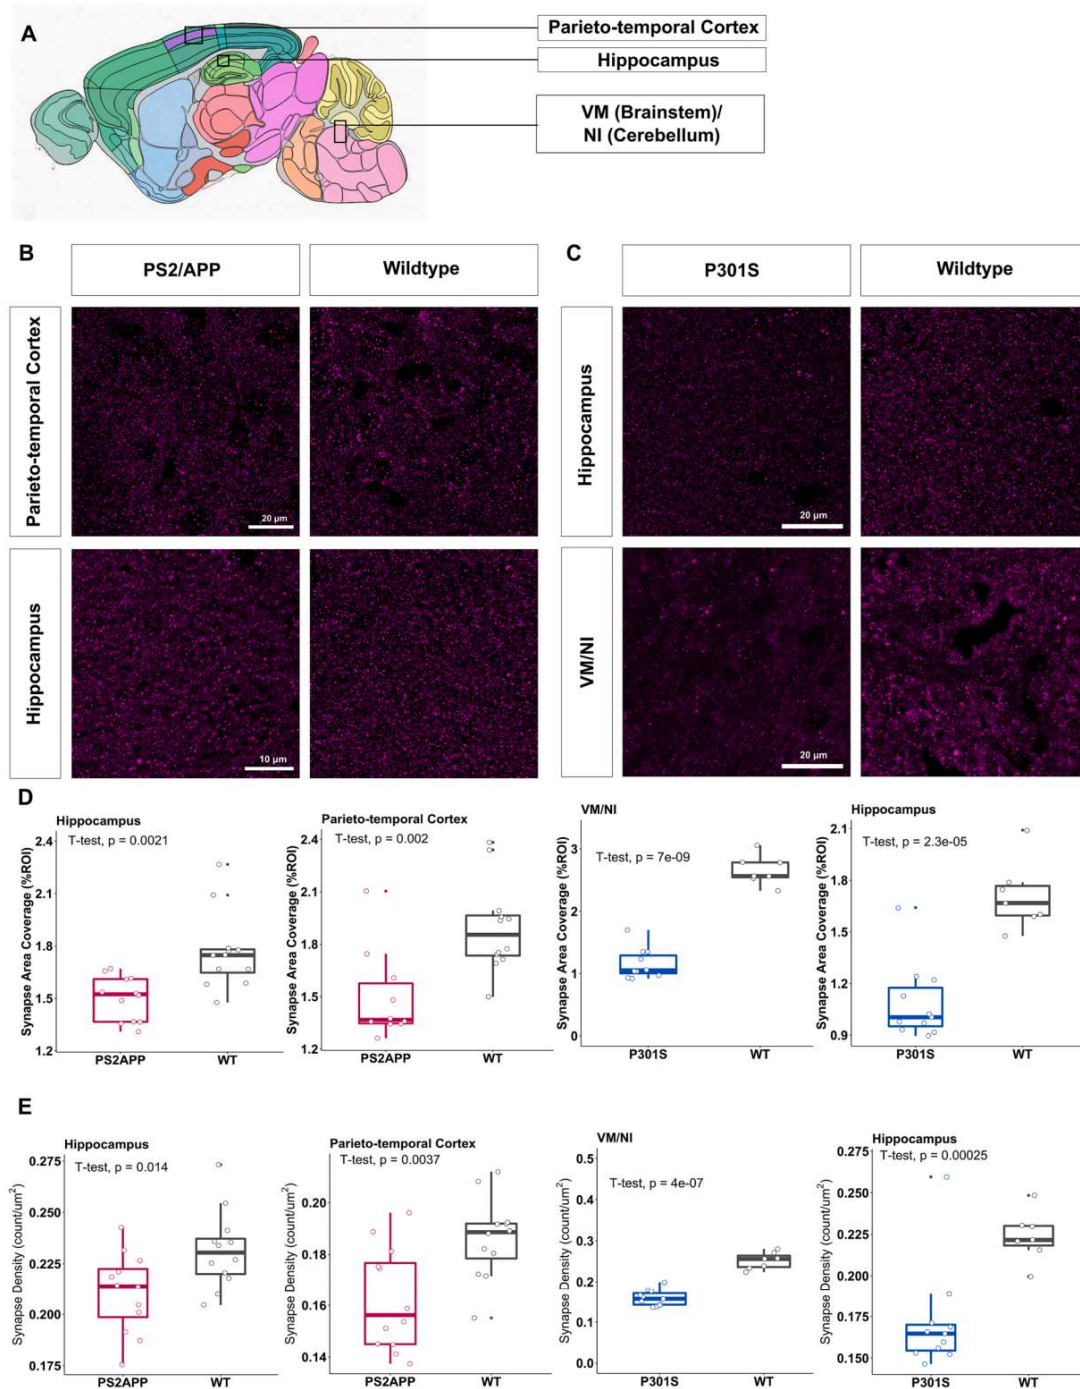 A
Parieto-temporal Cortex
Hippocampus
VM (Brainstem)/
NI (Cerebellum)
B
PS2/APP
Wildtype
Parieto-temporal Cortex
20 µm
Hippocampus
10 µm
C
P301S
Wildtype
Hippocampus
20 µm
VM/NI
20 µm
D
Hippocampus
T-test, p = 0.0021
Synapse Area Coverage (%ROI)
2.4
2.1
1.8
1.5
1.2
PS2APP
WT
Parieto-temporal Cortex
T-test, p = 0.002
Synapse Area Coverage (%ROI)
2.4
2.1
1.8
1.5
1.2
PS2APP
WT
VM/NI
T-test, p = 7e-09
Synapse Area Coverage (%ROI)
3
2
1
0
P301S
WT
Hippocampus
T-test, p = 2.3e-05
Synapse Area Coverage (%ROI)
2.1
1.8
1.5
1.2
0.9
P301S
WT
E
Hippocampus
T-test, p = 0.014
Synapse Density (count/um²)
0.275
0.250
0.225
0.200
0.175
PS2APP
WT
Parieto-temporal Cortex
T-test, p = 0.0037
Synapse Density (count/um²)
0.20
0.18
0.16
0.14
PS2APP
WT
VM/NI
T-test, p = 4e-07
Synapse Density (count/um²)
0.5
0.4
0.3
0.2
0.1
0.0
P301S
WT
Hippocampus
T-test, p = 0.00025
Synapse Density (count/um²)
0.275
0.250
0.225
0.200
0.175
0.150
P301S
WT